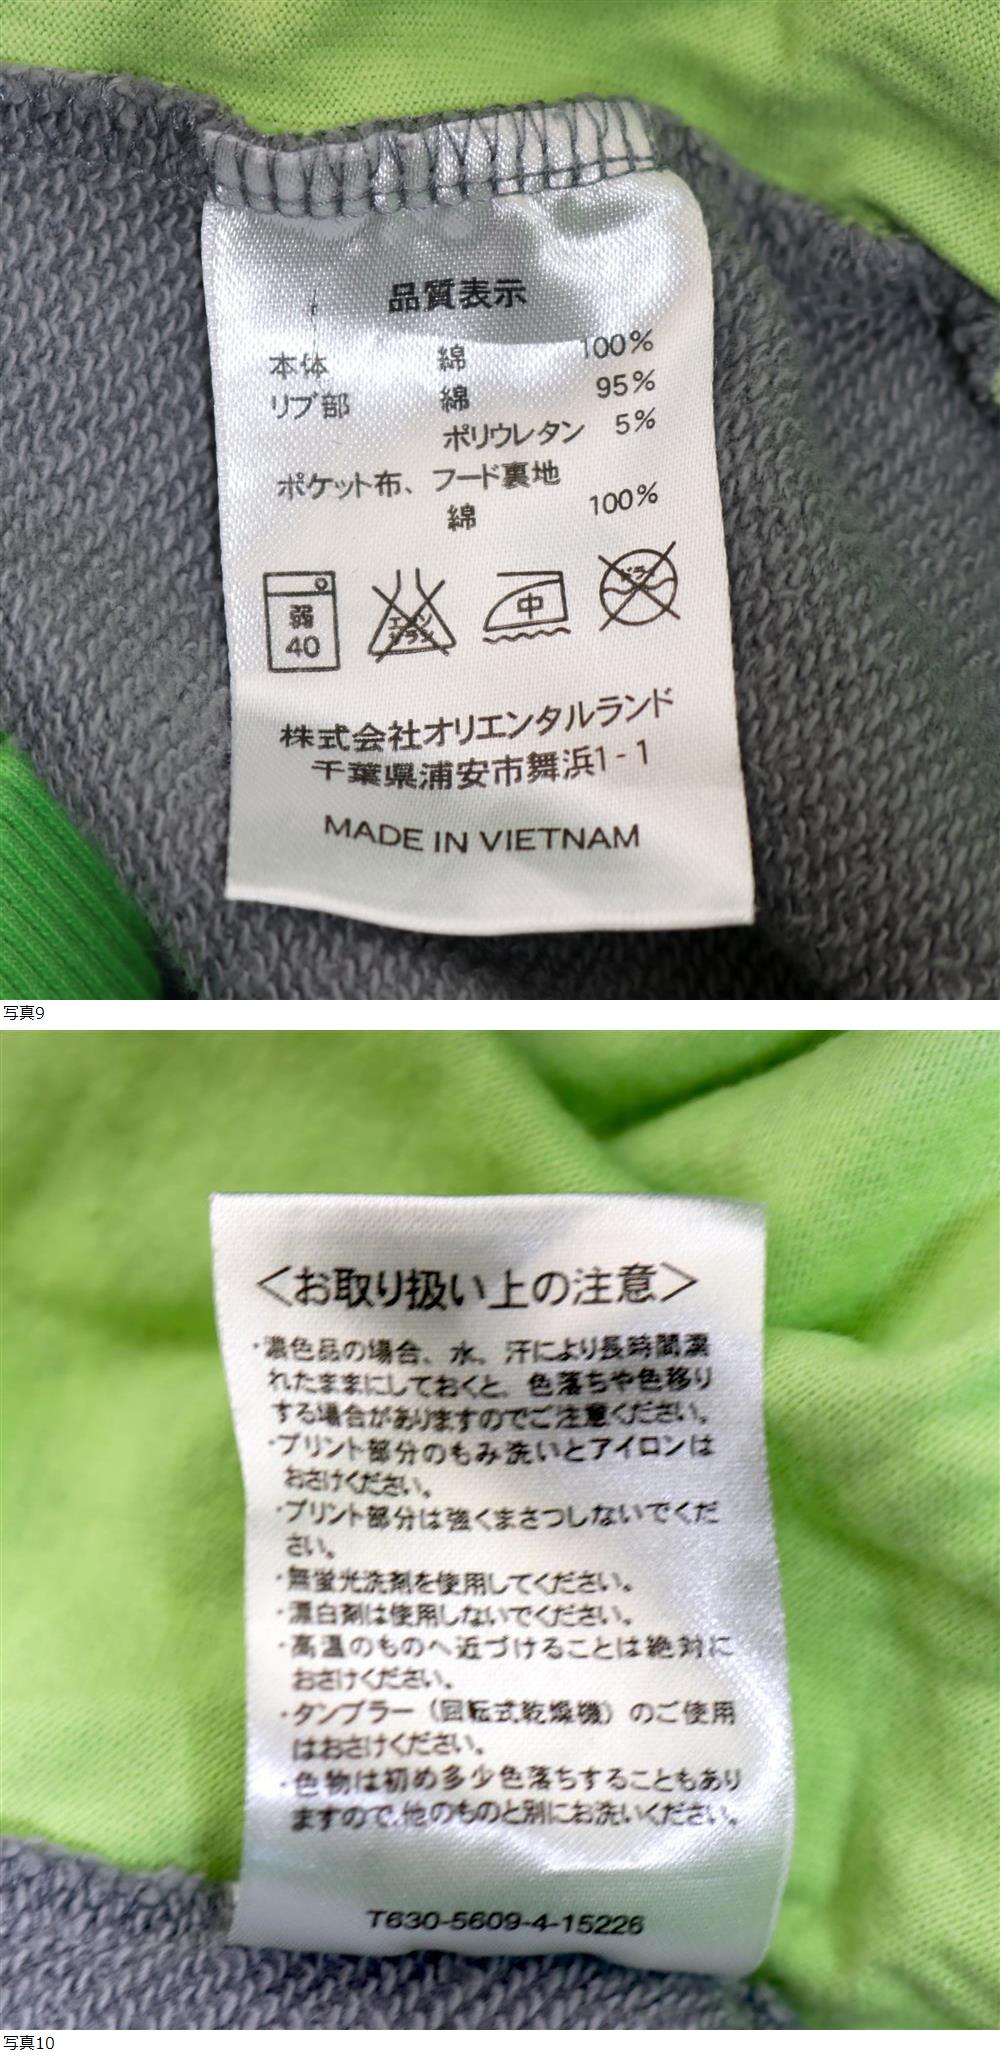 品質表示
本体 綿 100%
リブ部 綿 95%
ポリウレタン 5%
ポケット布、フード裏地
綿 100%
弱 40 エンソ サラシ 中 ドライ
株式会社オリエンタルランド
千葉県浦安市舞浜1-1
MADE IN VIETNAM
写真9
<お取り扱い上の注意>
・濃色品の場合、水、汗により長時間濡
れたままにしておくと、色落ちや色移り
する場合がありますのでご注意ください。
・プリント部分のもみ洗いとアイロンは
おさけください。
・プリント部分は強くまさつしないでくだ
さい。
・無蛍光洗剤を使用してください。
・漂白剤は使用しないでください。
・高温のものへ近づけることは絶対に
おさけください。
・タンブラー(回転式乾燥機)のご使用
はおさけください。
・色物は初め多少色落ちすることもあり
ますので、他のものと別にお洗いください。
T630-5609-4-15226
写真10